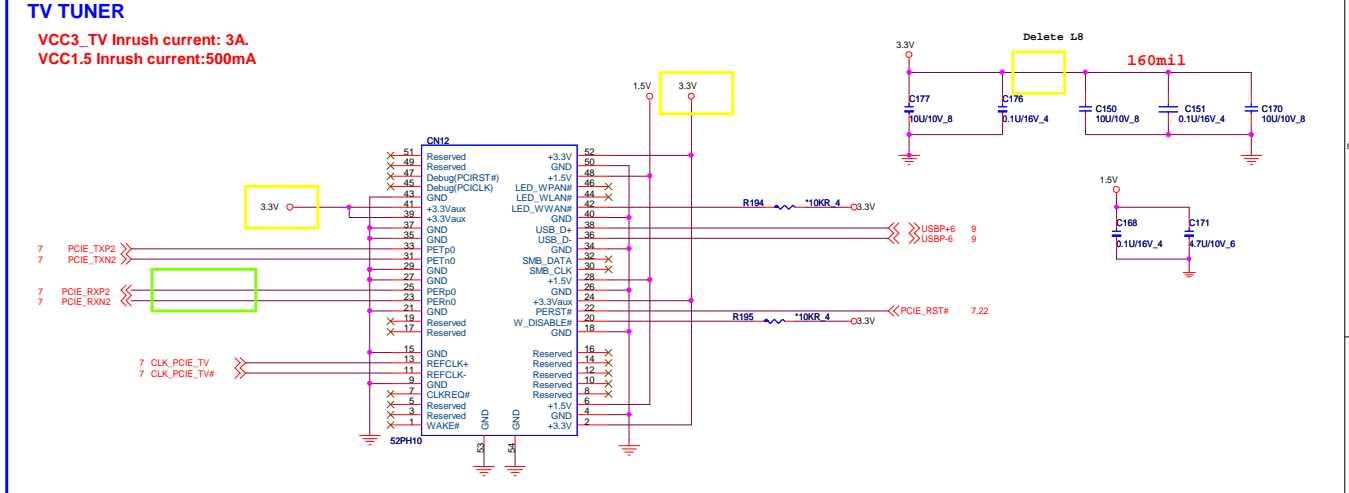 TV TUNER
VCC3_TV Inrush current: 3A.
VCC1.5 Inrush current:500mA
Delete L8
160mil
3.3V
C177
10U/10V_8
C176
0.1U/16V_4
C150
10U/10V_8
C151
0.1U/16V_4
C170
10U/10V_8
1.5V
3.3V
1.5V
C168
0.1U/16V_4
C171
4.7U/10V_6
CN12
51 Reserved
49 Reserved
47 Debug(PCIRST#)
45 Debug(PCICLK)
43 GND
41 +3.3Vaux
39 +3.3Vaux
37 GND
35 GND
33 PETp0
31 PETn0
29 GND
27 GND
25 PERp0
23 PERn0
21 GND
19 Reserved
17 Reserved
15 GND
13 REFCLK+
11 REFCLK-
9 GND
7 CLKREQ#
5 Reserved
3 Reserved
1 WAKE#
+3.3V 52
GND 50
+1.5V 48
LED_WPAN# 46
LED_WLAN# 44
LED_WWAN# 42
GND 40
USB_D+ 38
USB_D- 36
GND 34
SMB_DATA 32
SMB_CLK 30
+1.5V 28
GND 26
+3.3Vaux 24
PERST# 22
W_DISABLE# 20
GND 18
Reserved 16
Reserved 14
Reserved 12
Reserved 10
Reserved 8
+1.5V 6
GND 4
+3.3V 2
GND
GND
53
54
52PH10
3.3V
7 PCIE_TXP2
7 PCIE_TXN2
7 PCIE_RXP2
7 PCIE_RXN2
7 CLK_PCIE_TV
7 CLK_PCIE_TV#
R194 *10KR_4 3.3V
USBP+6 9
USBP-6 9
PCIE_RST# 7,22
R195 *10KR_4 3.3V